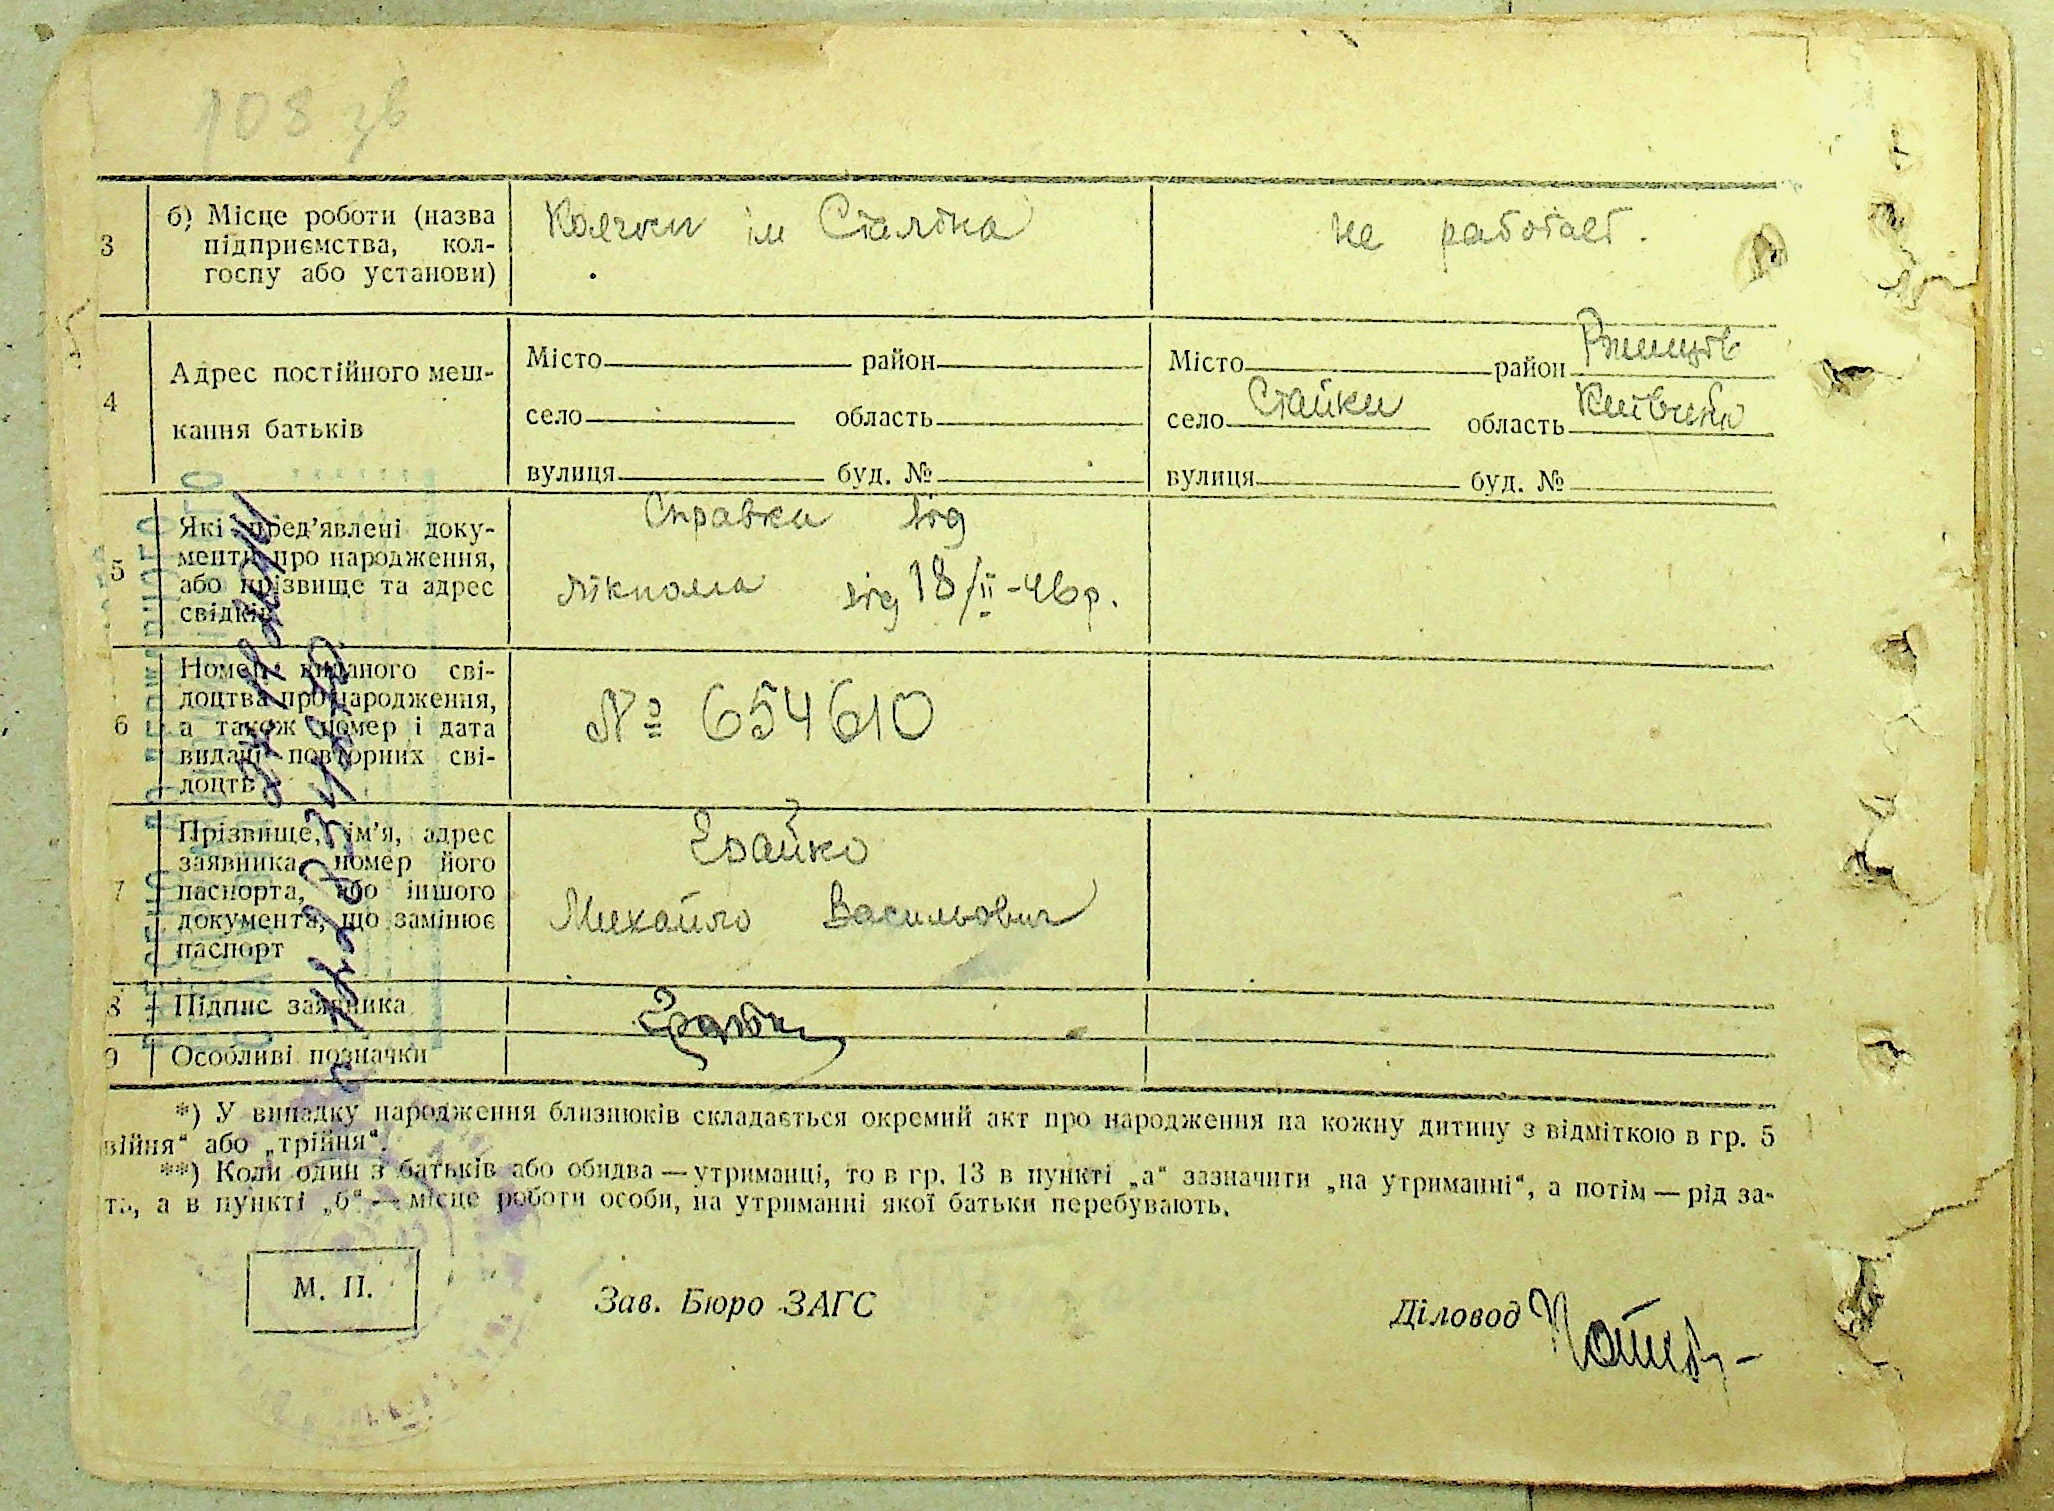 108 зв
3
б) Місце роботи (назва
підприємства, кол-
госпу або установи)
Колгосп ім Сталіна
не работает.
4
Адрес постійного меш-
кання батьків
Місто район
село область
вулиця буд. №
Місто район Ржищів
село Стайки область Київська
вулиця буд. №
5
Які пред’явлені доку-
менти про народження,
або прізвище та адрес
свідків
Справка від
лікпома від 18/ІІ-46р.
6
Номер виданого сві-
доцтва про народження,
а також номер і дата
видачі повторних сві-
доцтв
№ 654610
7
Прізвище, ім’я, адрес
заявника, номер його
паспорта, або іншого
документа, що замінює
паспорт
Грайко
Михайло Васильович
8
Підпис заявника
9
Особливі позначки
*) У випадку народження близнюків складається окремий акт про народження на кожну дитину з відміткою в гр. 5
війня“ або „трійня“.
**) Коли один з батьків або обидва — утриманці, то в гр. 13 в пункті „а“ зазначити „на утриманні“, а потім — рід за-
ть, а в пункті „б“ — місце роботи особи, на утриманні якої батьки перебувають.
М. П.
Зав. Бюро ЗАГС
Діловод